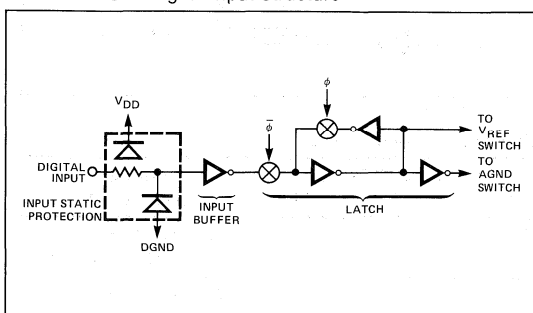 φ
V_DD
φ̅
TO
V_REF
SWITCH
DIGITAL
INPUT
TO
AGND
SWITCH
INPUT STATIC
PROTECTION
INPUT
BUFFER
LATCH
DGND